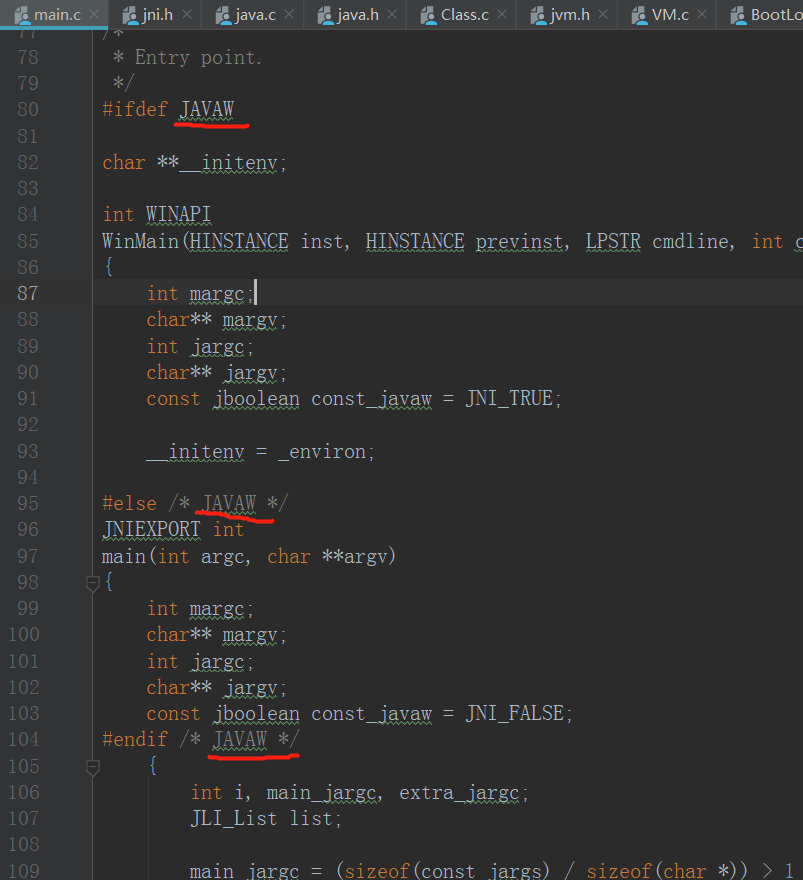 main.c jni.h java.c java.h Class.c jvm.h VM.c BootLo
77 /*
78 * Entry point.
79 */
80 #ifdef JAVAW
81
82 char **__initenv;
83
84 int WINAPI
85 WinMain(HINSTANCE inst, HINSTANCE previnst, LPSTR cmdline, int c
86 {
87 int margc;
88 char** margv;
89 int jargc;
90 char** jargv;
91 const jboolean const_javaw = JNI_TRUE;
92
93 __initenv = _environ;
94
95 #else /* JAVAW */
96 JNIEXPORT int
97 main(int argc, char **argv)
98 {
99 int margc;
100 char** margv;
101 int jargc;
102 char** jargv;
103 const jboolean const_javaw = JNI_FALSE;
104 #endif /* JAVAW */
105 {
106 int i, main_jargc, extra_jargc;
107 JLI_List list;
108
109 main_jargc = (sizeof(const_jargs) / sizeof(char *)) > 1